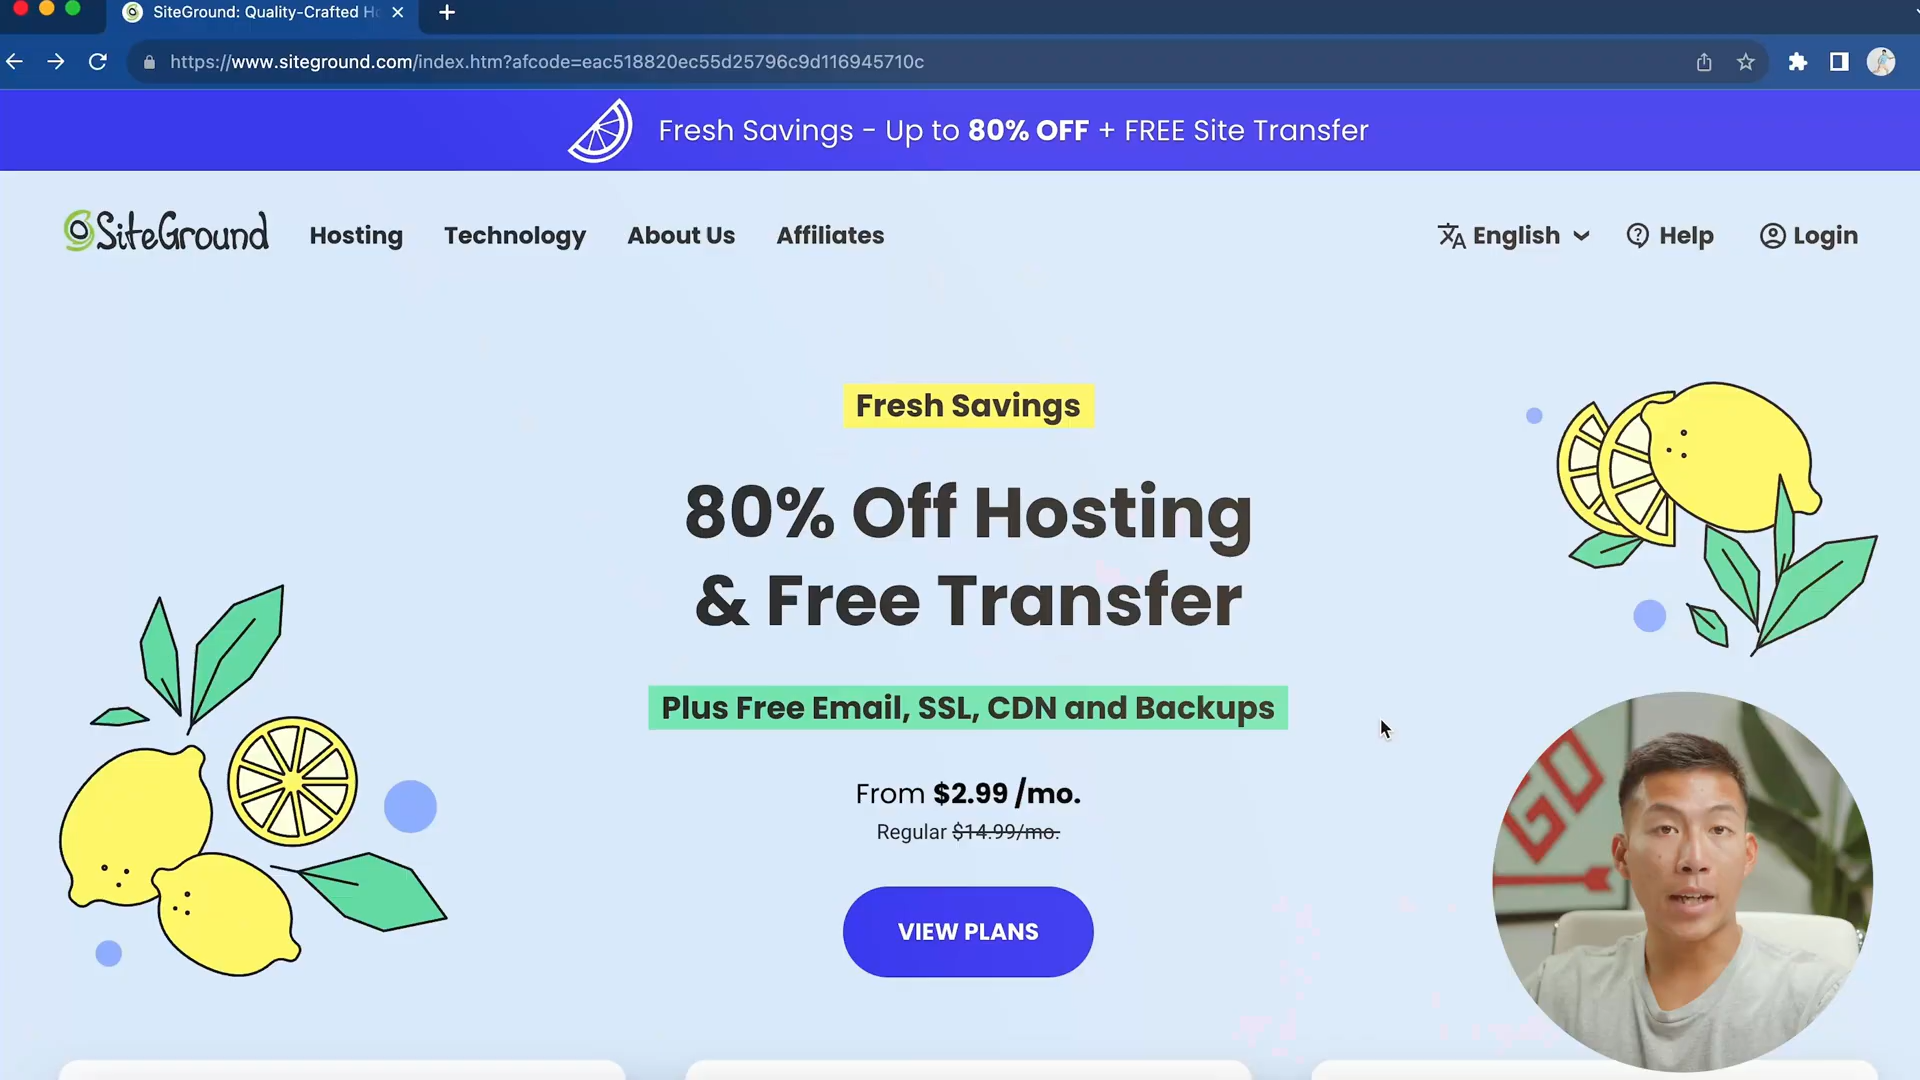 SiteGround: Quality-Crafted Ho
https://www.siteground.com/index.htm?afcode=eac518820ec55d25796c9d116945710c
Fresh Savings - Up to 80% OFF + FREE Site Transfer
SiteGround
Hosting
Technology
About Us
Affiliates
English
Help
Login
Fresh Savings
80% Off Hosting
& Free Transfer
Plus Free Email, SSL, CDN and Backups
From $2.99 /mo.
Regular $14.99/mo.
VIEW PLANS
GO